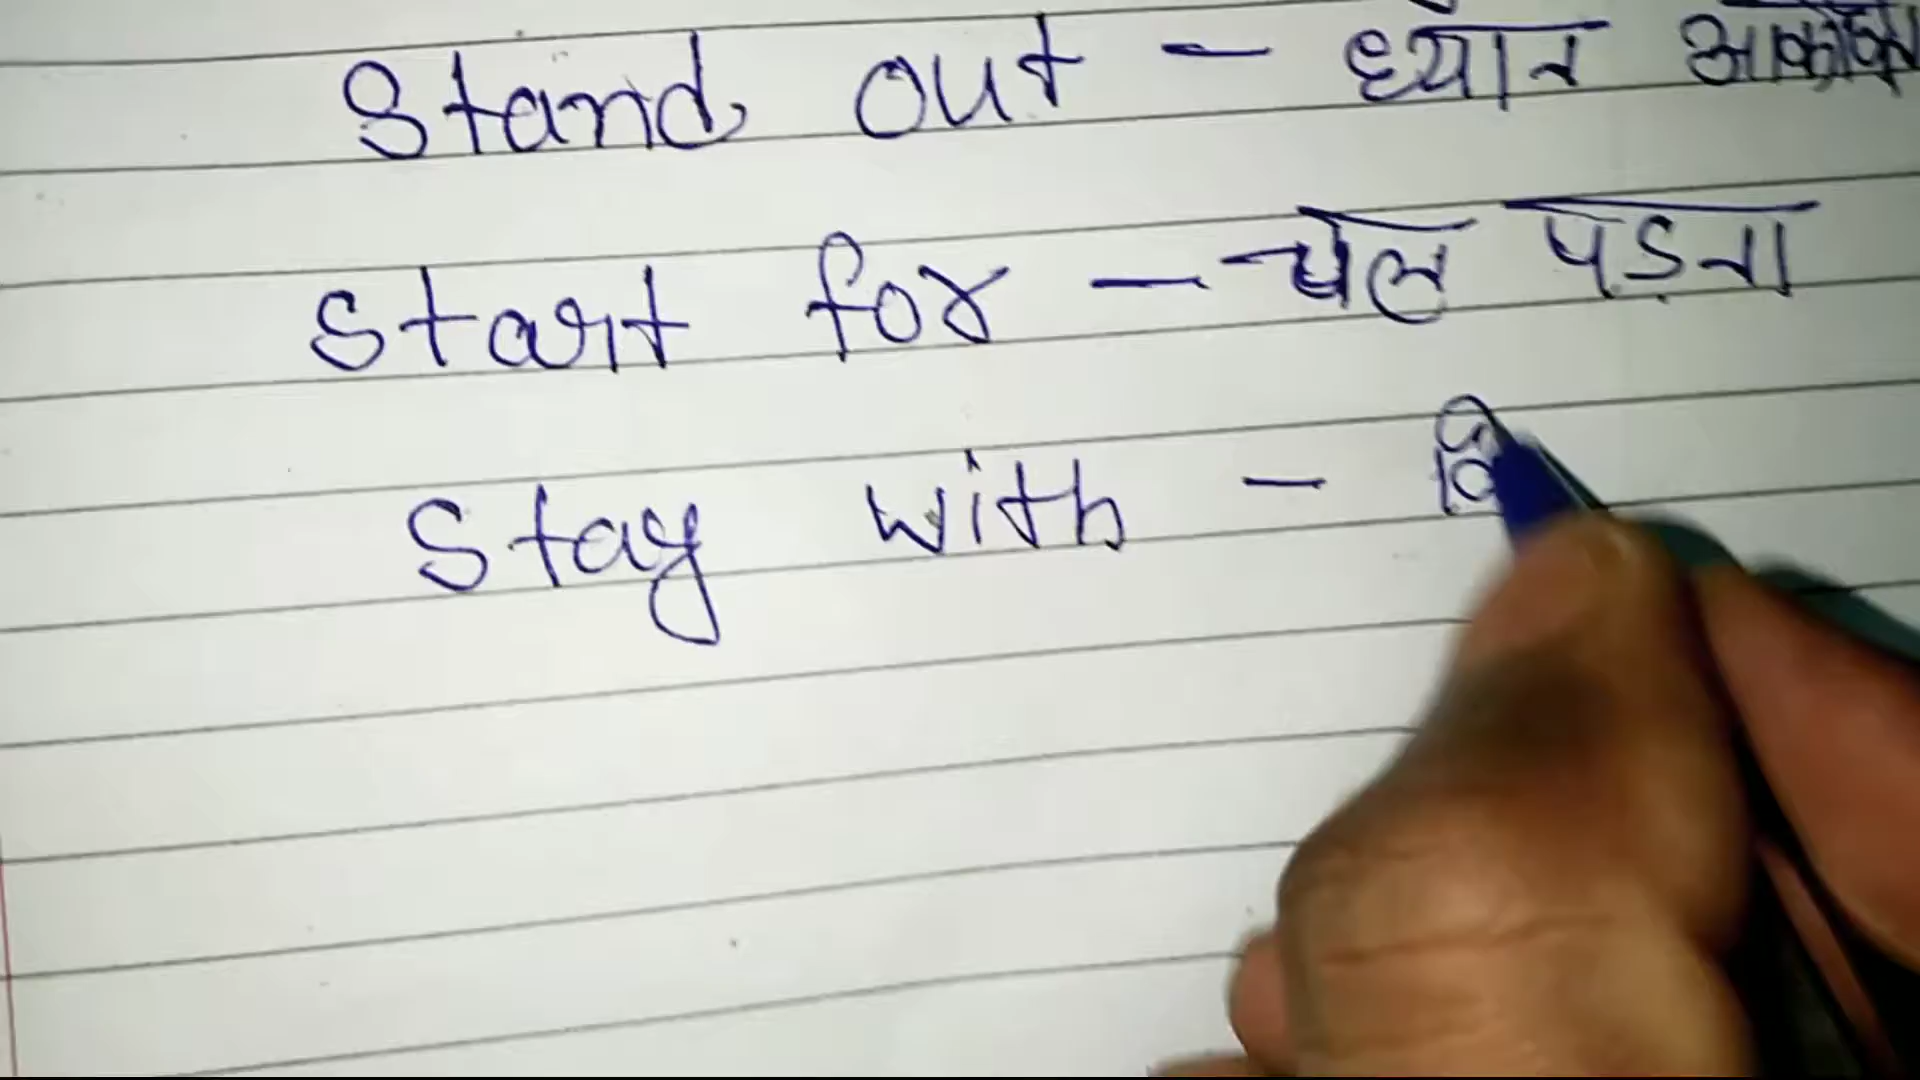 Stand out - ध्यान
Start for - चल पड़ना
Stay with - कि